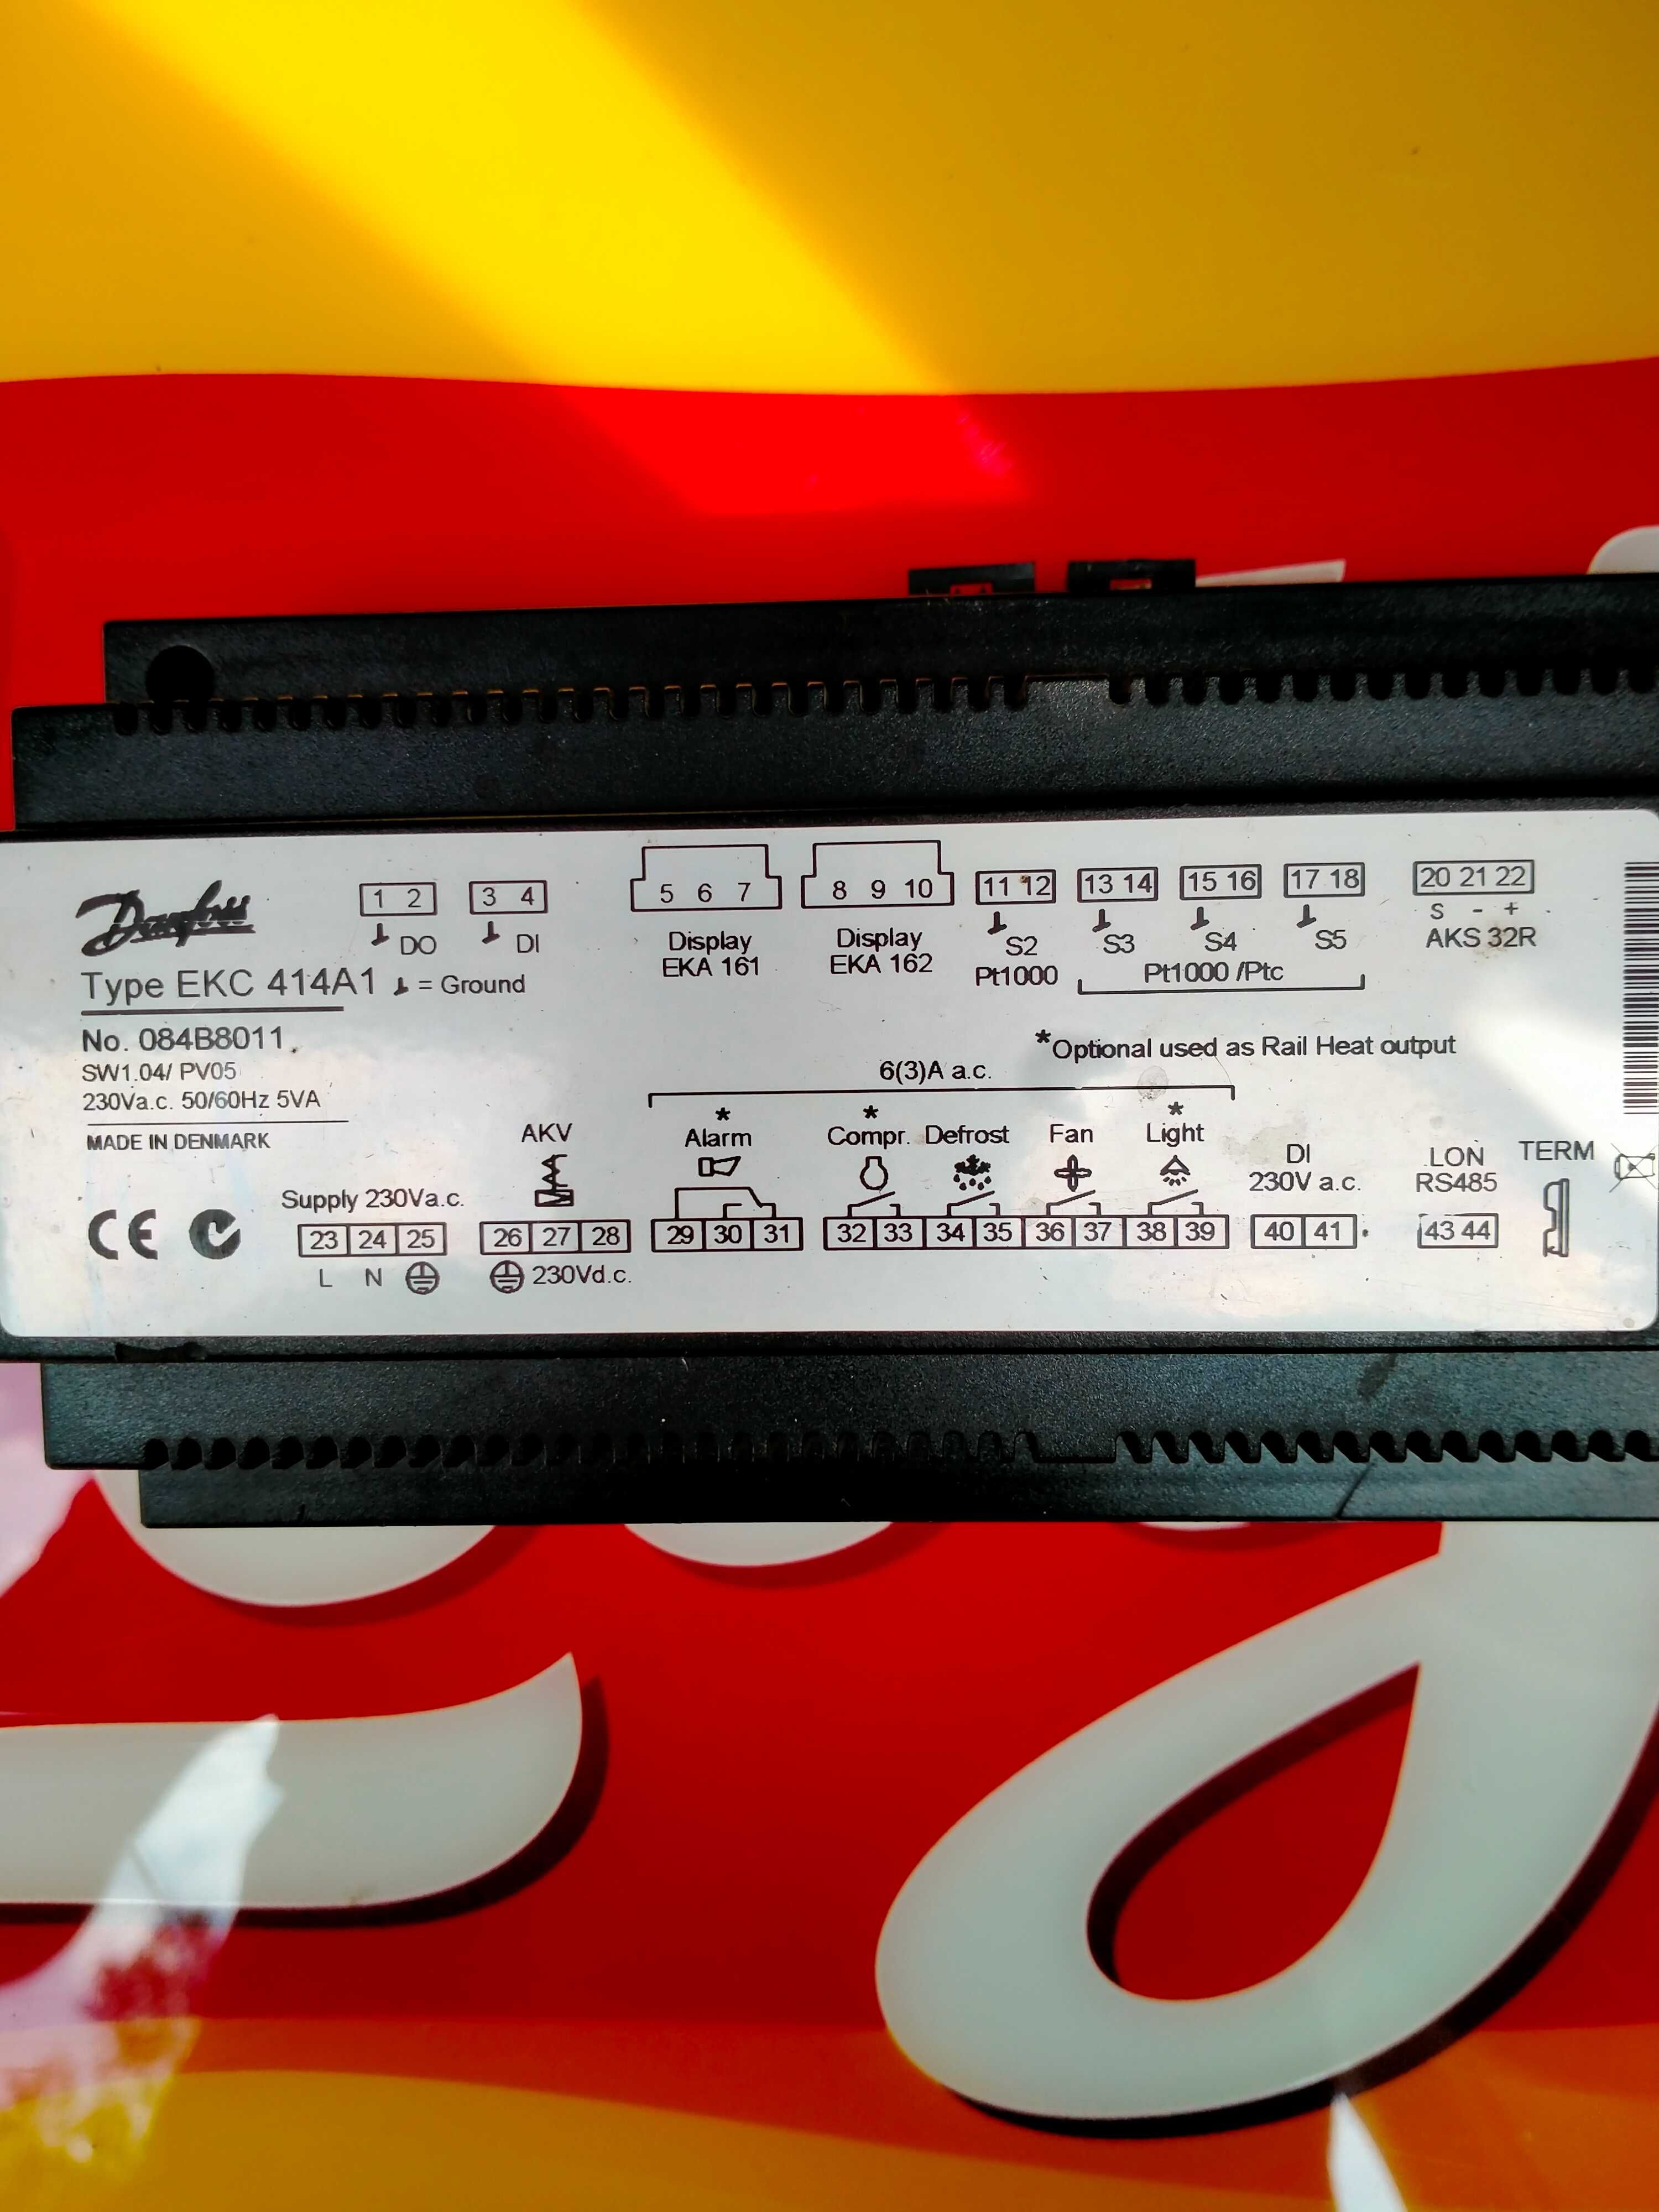 Danfoss
Type EKC 414A1
= Ground
No. 084B8011
SW1.04/ PV05
230Va.c. 50/60Hz 5VA
MADE IN DENMARK
CE
1 2
DO
3 4
DI
5 6 7
Display
EKA 161
8 9 10
Display
EKA 162
11 12
S2
Pt1000
13 14
S3
15 16
S4
17 18
S5
Pt1000 /Ptc
20 21 22
S - +
AKS 32R
*Optional used as Rail Heat output
6(3)A a.c.
Supply 230Va.c.
23 24 25
L N
AKV
26 27 28
230Vd.c.
*
Alarm
29 30 31
*
Compr.
32 33
Defrost
34 35
Fan
36 37
*
Light
38 39
DI
230V a.c.
40 41
LON
RS485
43 44
TERM